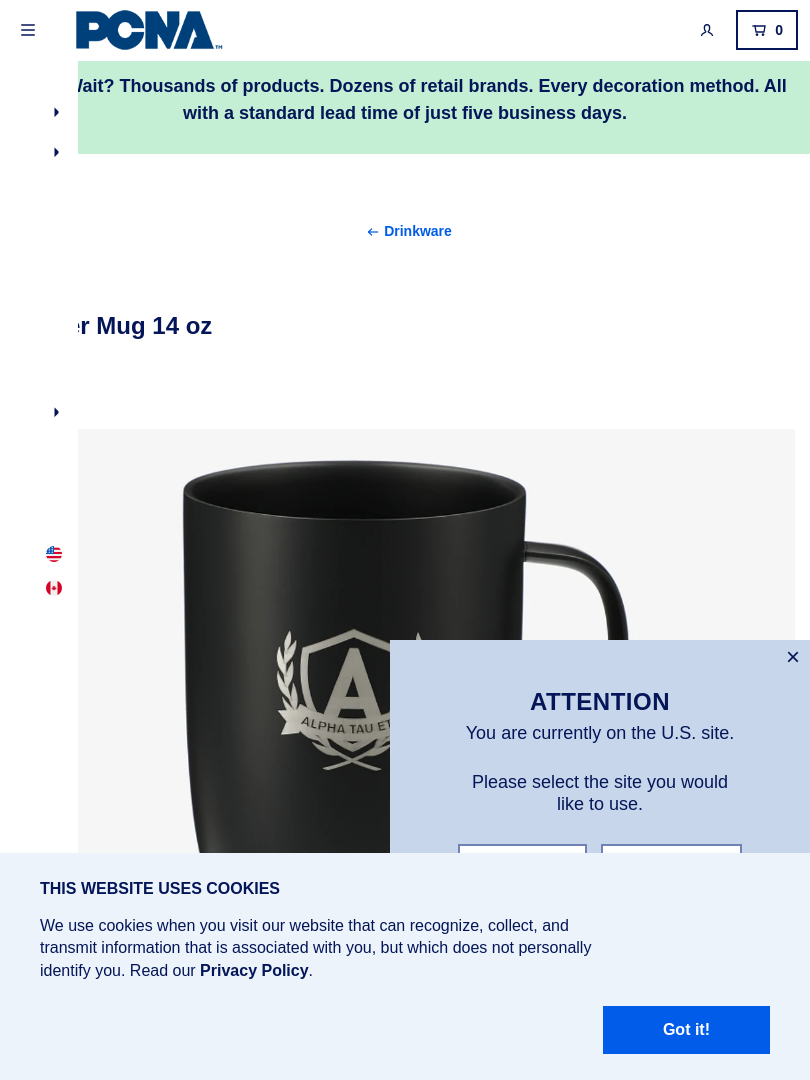 PCNA™
0
Wait? Thousands of products. Dozens of retail brands. Every decoration method. All
with a standard lead time of just five business days.
← Drinkware
Mug 14 oz
A
ALPHA TAU
ATTENTION
You are currently on the U.S. site.
Please select the site you would
like to use.
THIS WEBSITE USES COOKIES
We use cookies when you visit our website that can recognize, collect, and
transmit information that is associated with you, but which does not personally
identify you. Read our Privacy Policy.
Got it!